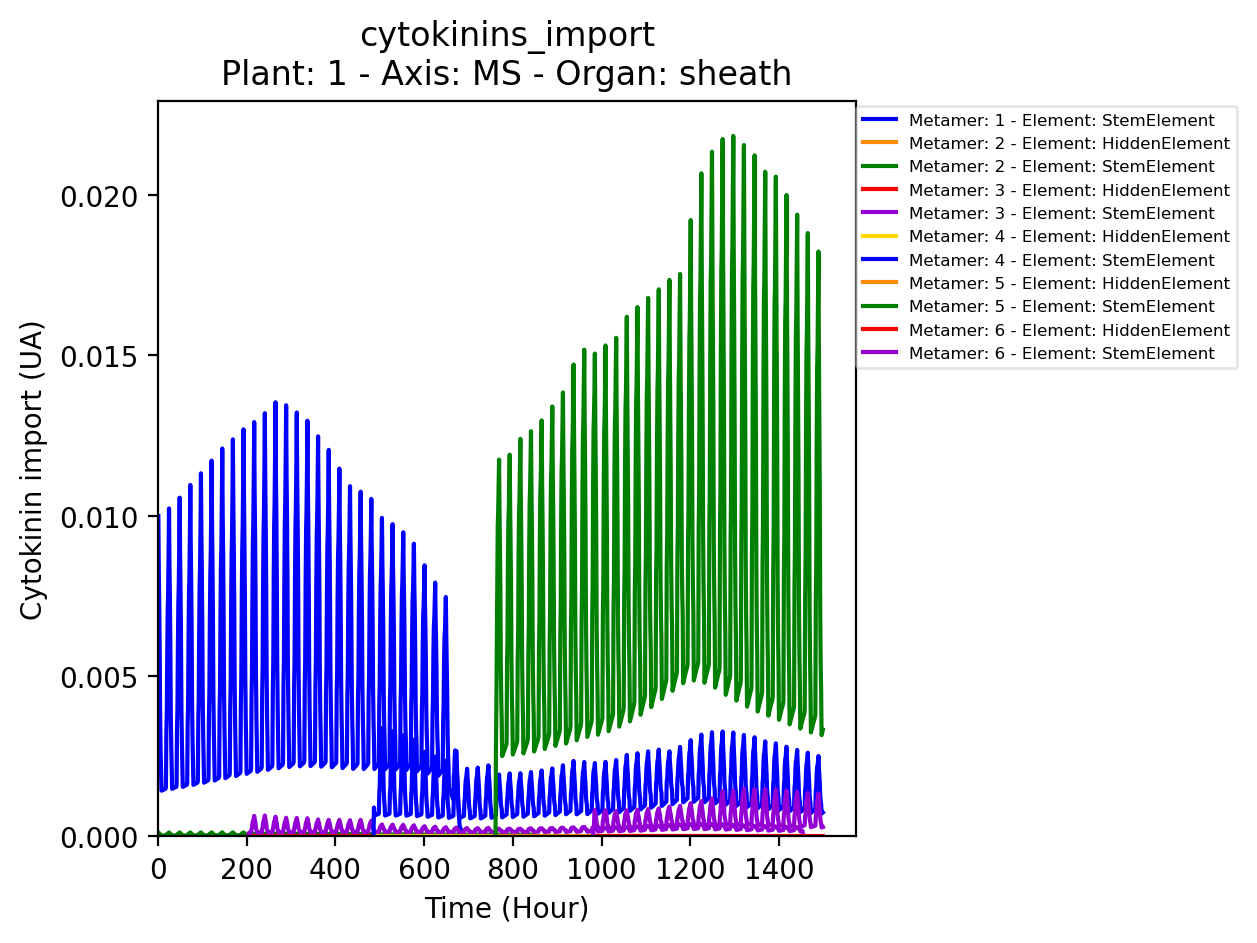 cytokinins_import
Plant: 1 - Axis: MS - Organ: sheath
Metamer: 1 - Element: StemElement
Metamer: 2 - Element: HiddenElement
Metamer: 2 - Element: StemElement
Metamer: 3 - Element: HiddenElement
Metamer: 3 - Element: StemElement
Metamer: 4 - Element: HiddenElement
Metamer: 4 - Element: StemElement
Metamer: 5 - Element: HiddenElement
Metamer: 5 - Element: StemElement
Metamer: 6 - Element: HiddenElement
Metamer: 6 - Element: StemElement
Cytokinin import (UA)
0.020
0.015
0.010
0.005
0.000
0 200 400 600 800 1000 1200 1400
Time (Hour)